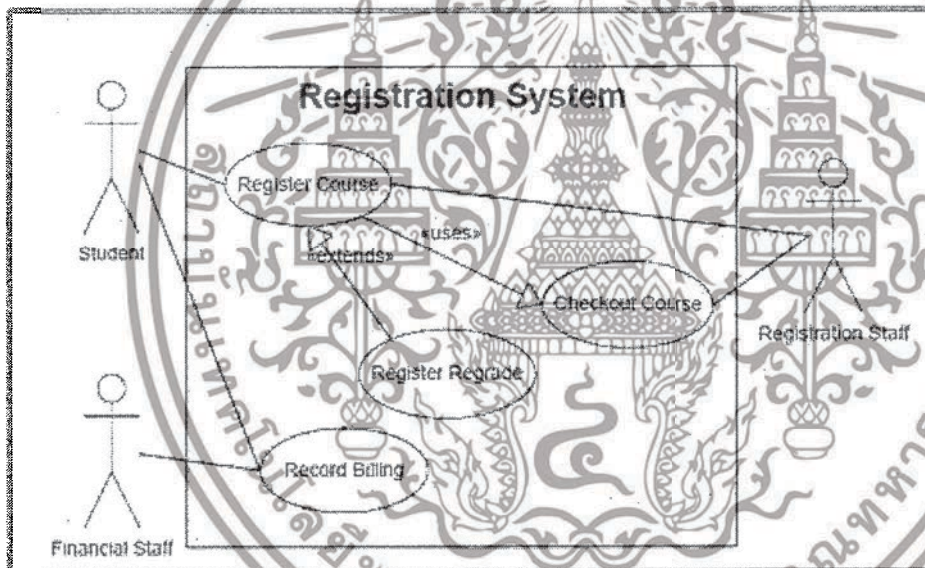 Registration System
Register Course
Student
«uses»
«extends»
Checkout Course
Registration Staff
Register Regrade
Record Billing
Financial Staff